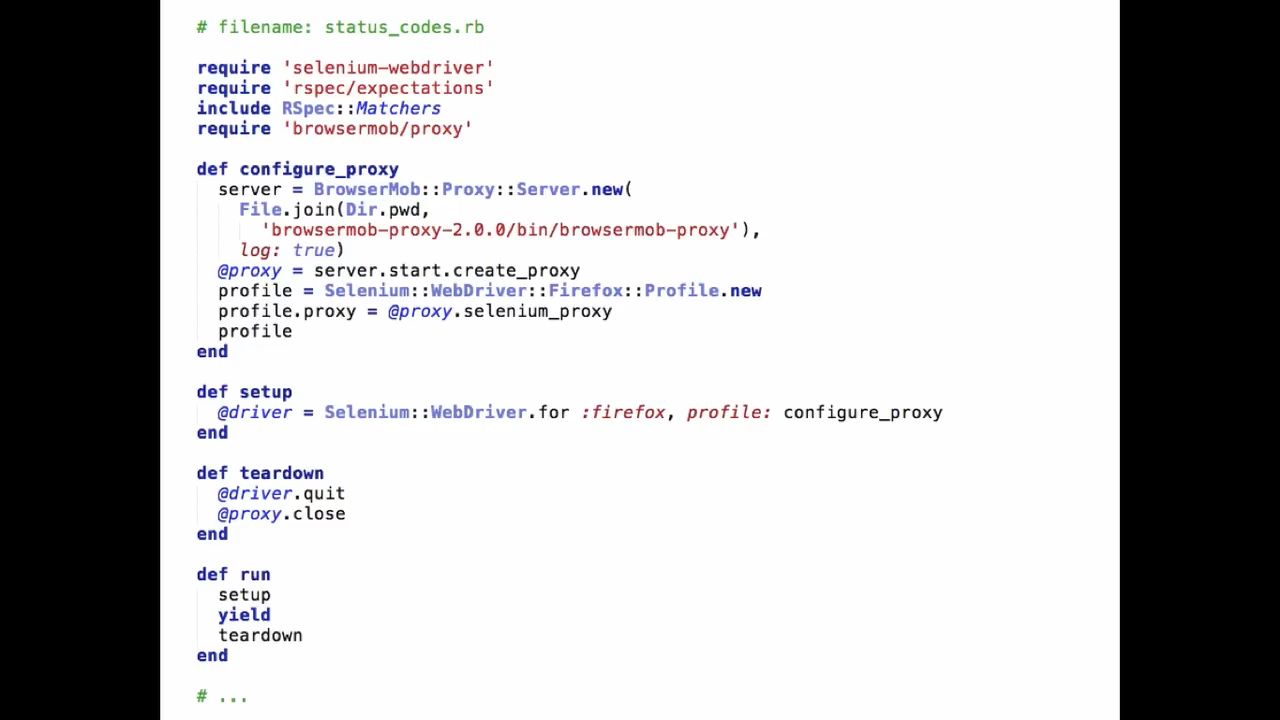 # filename: status_codes.rb
require 'selenium-webdriver'
require 'rspec/expectations'
include RSpec::Matchers
require 'browsermob/proxy'
def configure_proxy
  server = BrowserMob::Proxy::Server.new(
    File.join(Dir.pwd,
      'browsermob-proxy-2.0.0/bin/browsermob-proxy'),
    log: true)
  @proxy = server.start.create_proxy
  profile = Selenium::WebDriver::Firefox::Profile.new
  profile.proxy = @proxy.selenium_proxy
  profile
end
def setup
  @driver = Selenium::WebDriver.for :firefox, profile: configure_proxy
end
def teardown
  @driver.quit
  @proxy.close
end
def run
  setup
  yield
  teardown
end
# ...